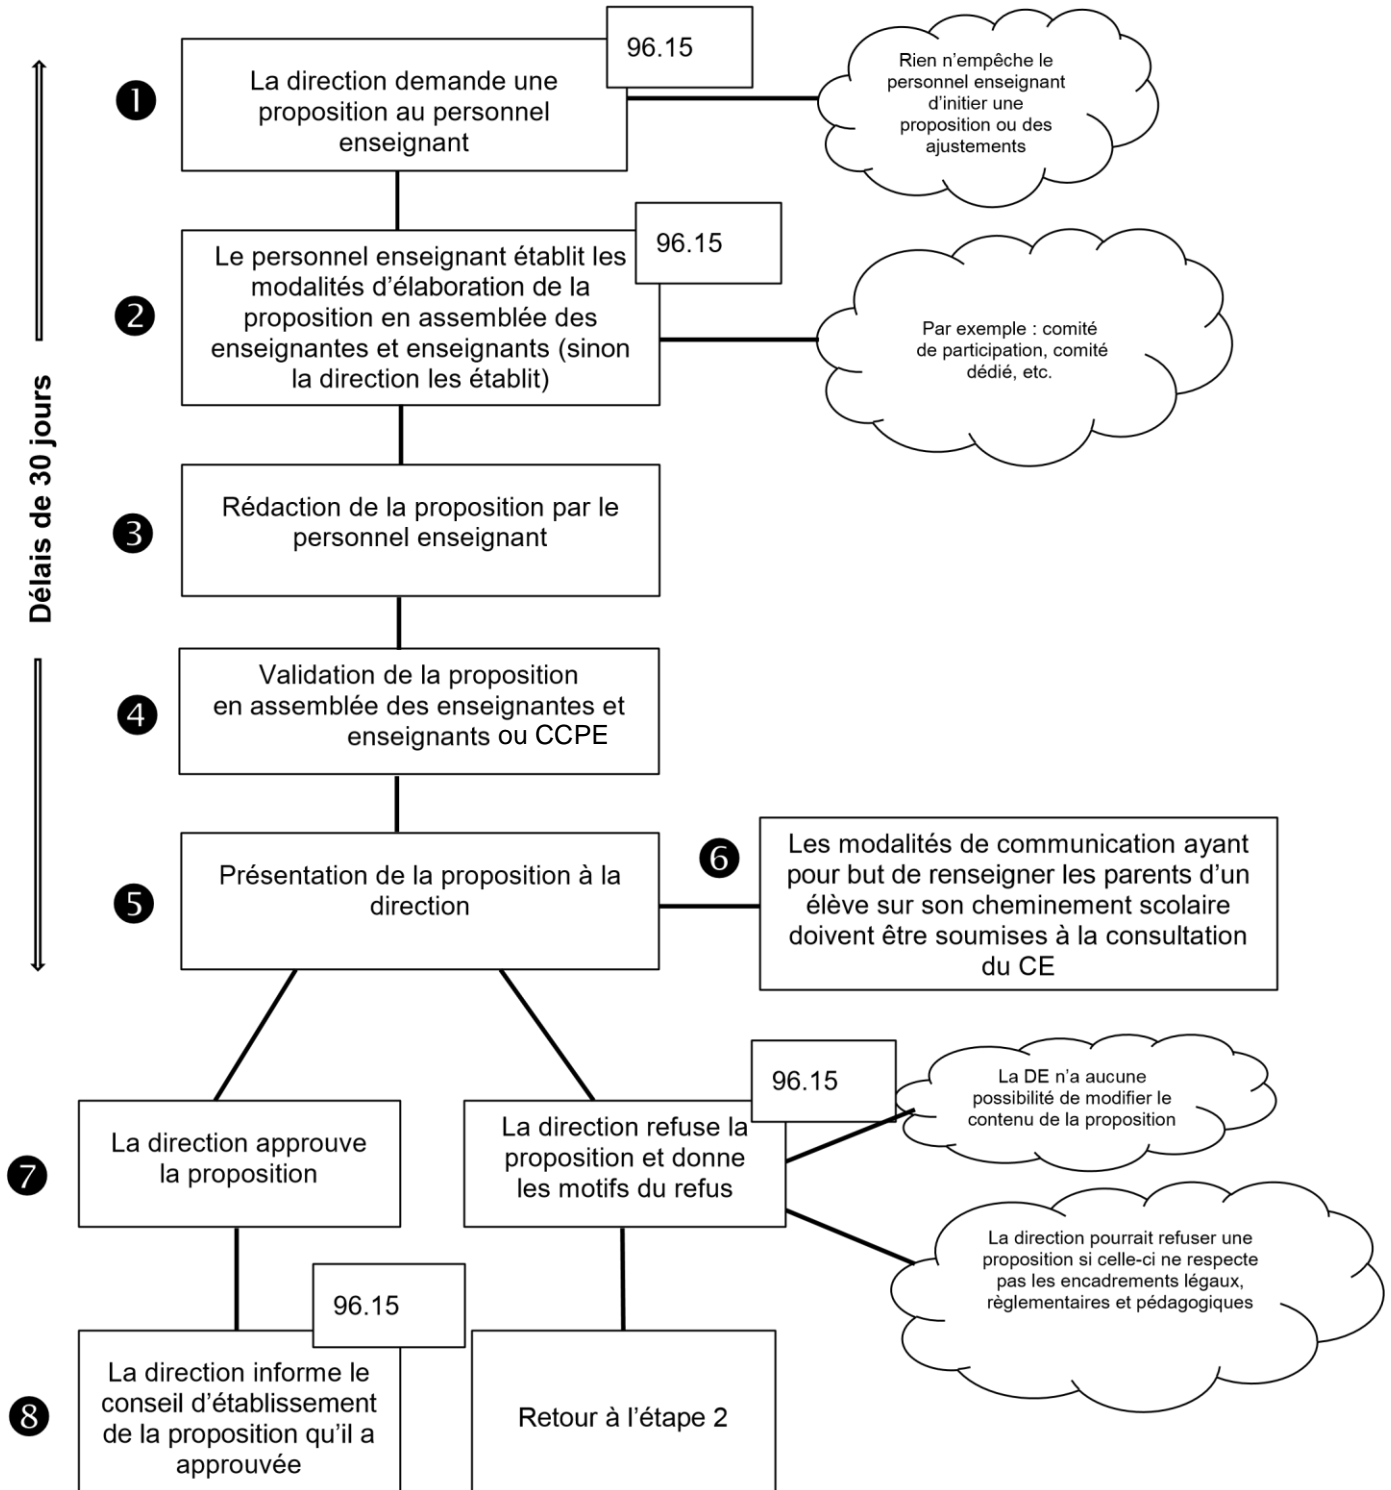 96.15
❶
La direction demande une
proposition au personnel
enseignant
Rien n’empêche le
personnel enseignant
d’initier une
proposition ou des
ajustements
Délais de 30 jours
96.15
❷
Le personnel enseignant établit les
modalités d’élaboration de la
proposition en assemblée des
enseignantes et enseignants (sinon
la direction les établit)
Par exemple : comité
de participation, comité
dédié, etc.
❸
Rédaction de la proposition par le
personnel enseignant
❹
Validation de la proposition
en assemblée des enseignantes et
enseignants ou CCPE
❺
Présentation de la proposition à la
direction
❻
Les modalités de communication ayant
pour but de renseigner les parents d’un
élève sur son cheminement scolaire
doivent être soumises à la consultation
du CE
❼
La direction approuve
la proposition
96.15
La direction refuse la
proposition et donne
les motifs du refus
La DE n’a aucune
possibilité de modifier le
contenu de la proposition
La direction pourrait refuser une
proposition si celle-ci ne respecte
pas les encadrements légaux,
règlementaires et pédagogiques
96.15
❽
La direction informe le
conseil d’établissement
de la proposition qu’il a
approuvée
Retour à l’étape 2